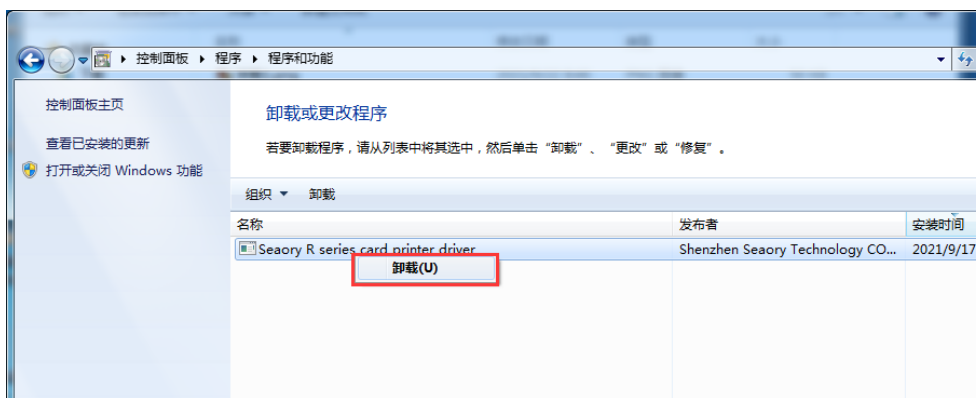 控制面板 程序 程序和功能
控制面板主页
查看已安装的更新
打开或关闭 Windows 功能
卸载或更改程序
若要卸载程序，请从列表中将其选中，然后单击“卸载”、“更改”或“修复”。
组织 卸载
名称 发布者 安装时间
Seaory R series card printer driver Shenzhen Seaory Technology CO... 2021/9/17
卸载(U)